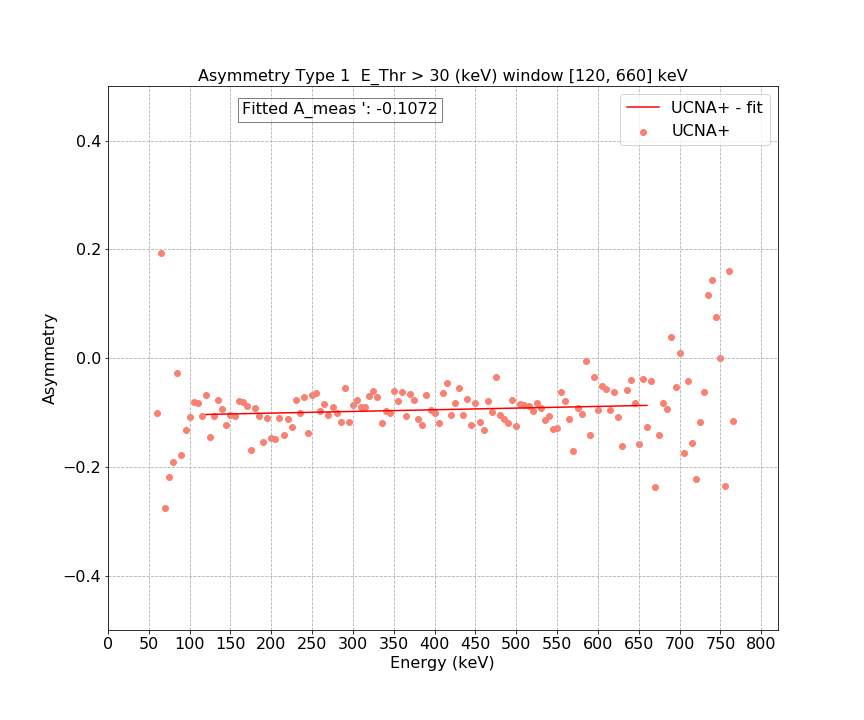 Asymmetry Type 1  E_Thr > 30 (keV) window [120, 660] keV
Fitted A_meas ': -0.1072
UCNA+ - fit
UCNA+
Asymmetry
0.4
0.2
0.0
−0.2
−0.4
0 50 100 150 200 250 300 350 400 450 500 550 600 650 700 750 800
Energy (keV)